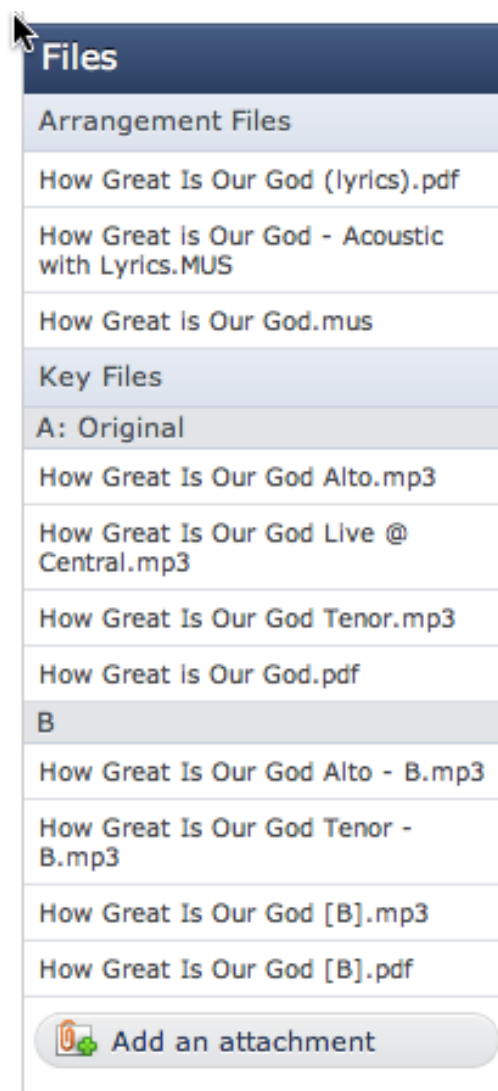 Files
Arrangement Files
How Great Is Our God (lyrics).pdf
How Great is Our God - Acoustic
with Lyrics.MUS
How Great is Our God.mus
Key Files
A: Original
How Great Is Our God Alto.mp3
How Great Is Our God Live @
Central.mp3
How Great Is Our God Tenor.mp3
How Great is Our God.pdf
B
How Great Is Our God Alto - B.mp3
How Great Is Our God Tenor -
B.mp3
How Great Is Our God [B].mp3
How Great Is Our God [B].pdf
Add an attachment